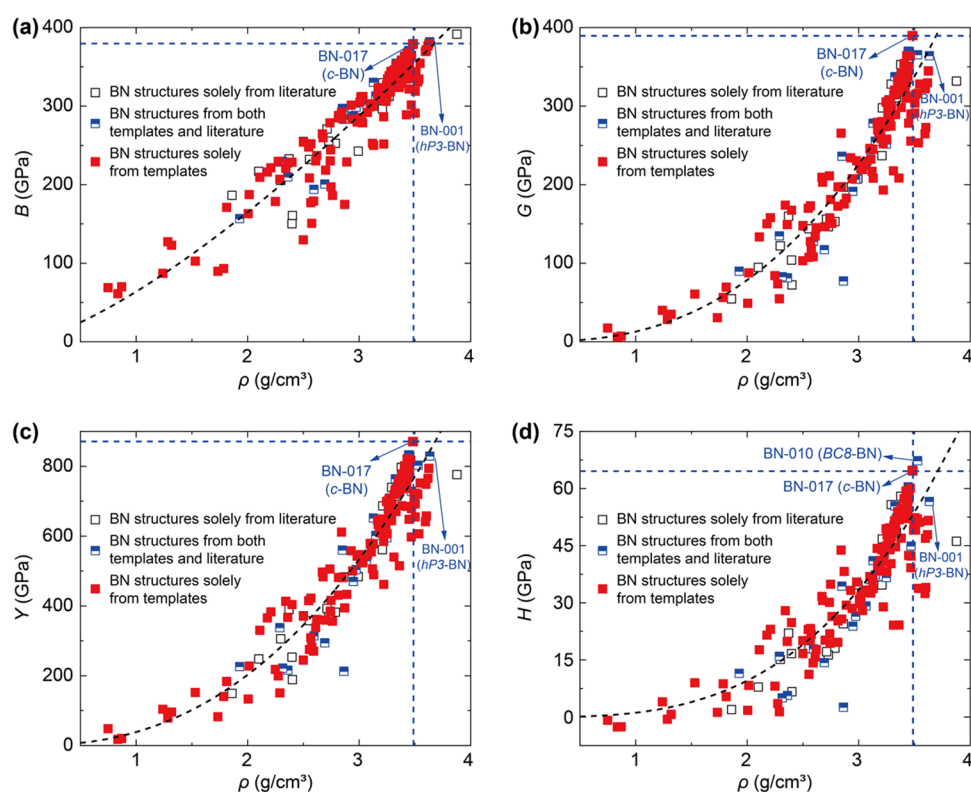 (a)
400
300
200
100
0
B (GPa)
BN-017
(c-BN)
BN structures solely from literature
BN structures from both
templates and literature
BN structures solely
from templates
BN-001
(hP3-BN)
1 2 3 4
ρ (g/cm³)
(b)
400
300
200
100
0
G (GPa)
BN-017
(c-BN)
BN structures solely from literature
BN structures from both
templates and literature
BN structures solely
from templates
BN-001
(hP3-BN)
1 2 3 4
ρ (g/cm³)
(c)
800
600
400
200
0
Y (GPa)
BN-017
(c-BN)
BN structures solely from literature
BN structures from both
templates and literature
BN structures solely
from templates
BN-001
(hP3-BN)
1 2 3 4
ρ (g/cm³)
(d)
75
60
45
30
15
0
H (GPa)
BN-010 (BC8-BN)
BN-017 (c-BN)
BN structures solely from literature
BN structures from both
templates and literature
BN structures solely
from templates
BN-001
(hP3-BN)
1 2 3 4
ρ (g/cm³)